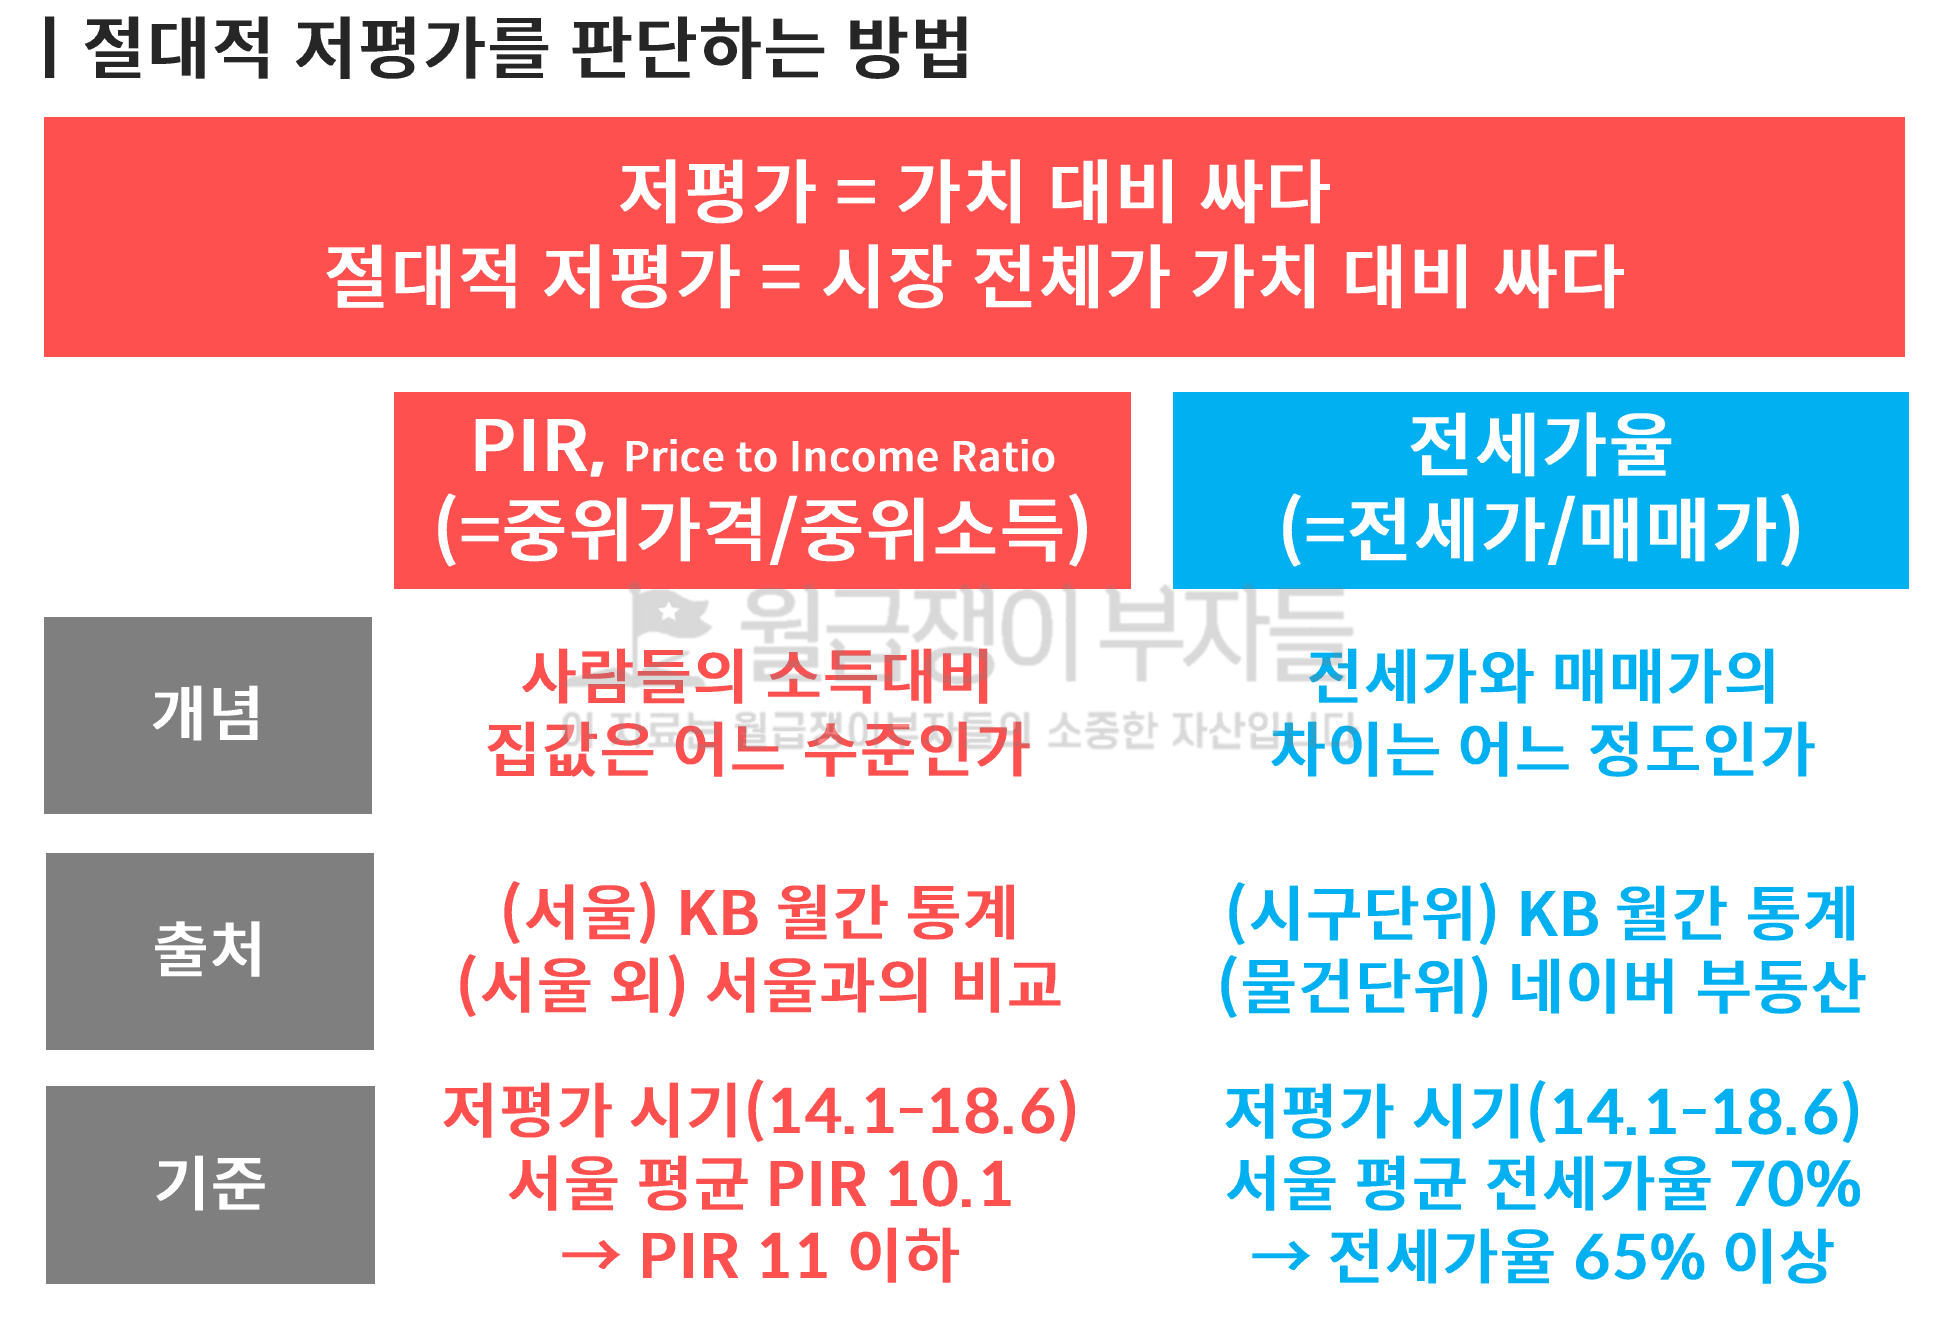 | 절대적 저평가를 판단하는 방법
저평가 = 가치 대비 싸다
절대적 저평가 = 시장 전체가 가치 대비 싸다
PIR, Price to Income Ratio
(=중위가격/중위소득)
전세가율
(=전세가/매매가)
월급쟁이 부자들
이 자료는 월급쟁이부자들의 소중한 자산입니다
개념
사람들의 소득대비
집값은 어느 수준인가
전세가와 매매가의
차이는 어느 정도인가
출처
(서울) KB 월간 통계
(서울 외) 서울과의 비교
(시구단위) KB 월간 통계
(물건단위) 네이버 부동산
기준
저평가 시기(14.1-18.6)
서울 평균 PIR 10.1
→ PIR 11 이하
저평가 시기(14.1-18.6)
서울 평균 전세가율 70%
→ 전세가율 65% 이상